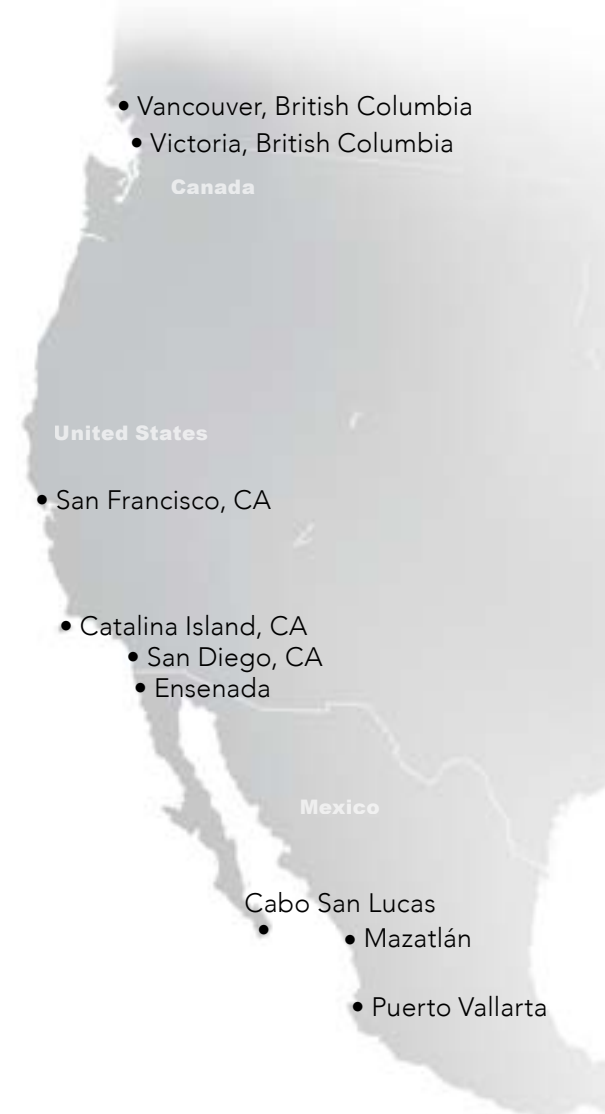 Vancouver, British Columbia
Victoria, British Columbia
Canada
United States
San Francisco, CA
Catalina Island, CA
San Diego, CA
Ensenada
Mexico
Cabo San Lucas
Mazatlán
Puerto Vallarta